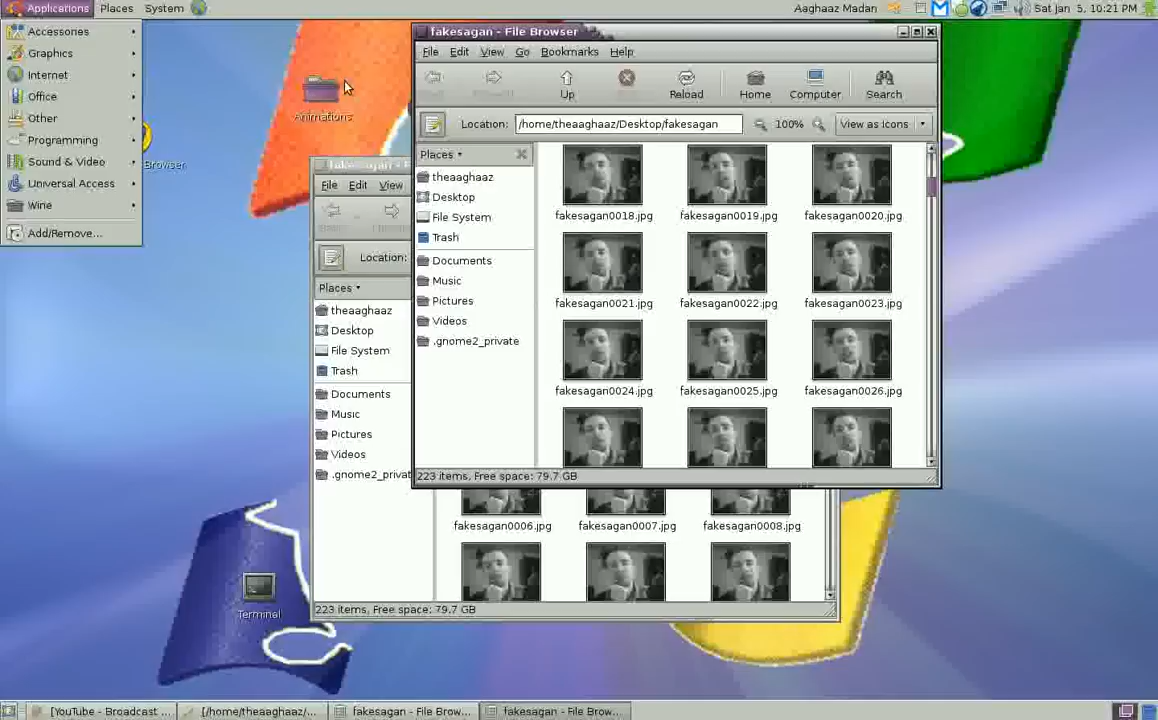 Applications Places System
Aaghaaz Madan
Sat Jan 5, 10:21 PM
Accessories
Graphics
Internet
Office
Other
Programming
Sound & Video
Universal Access
Wine
Add/Remove...
Browser
Animations
Terminal
fakesagan - File Browser
File Edit View Go Bookmarks Help
Up
Reload
Home
Computer
Search
Location: /home/theaaghaaz/Desktop/fakesagan
100%
View as Icons
Places
theaaghaaz
Desktop
File System
Trash
Documents
Music
Pictures
Videos
.gnome2_private
fakesagan0018.jpg fakesagan0019.jpg fakesagan0020.jpg
fakesagan0021.jpg fakesagan0022.jpg fakesagan0023.jpg
fakesagan0024.jpg fakesagan0025.jpg fakesagan0026.jpg
223 items, Free space: 79.7 GB
File Edit View
Location:
Places
theaaghaaz
Desktop
File System
Trash
Documents
Music
Pictures
Videos
.gnome2_privat
fakesagan0006.jpg fakesagan0007.jpg fakesagan0008.jpg
223 items, Free space: 79.7 GB
[YouTube - Broadcast ...
[/home/theaaghaaz/...
fakesagan - File Brow...
fakesagan - File Brow...